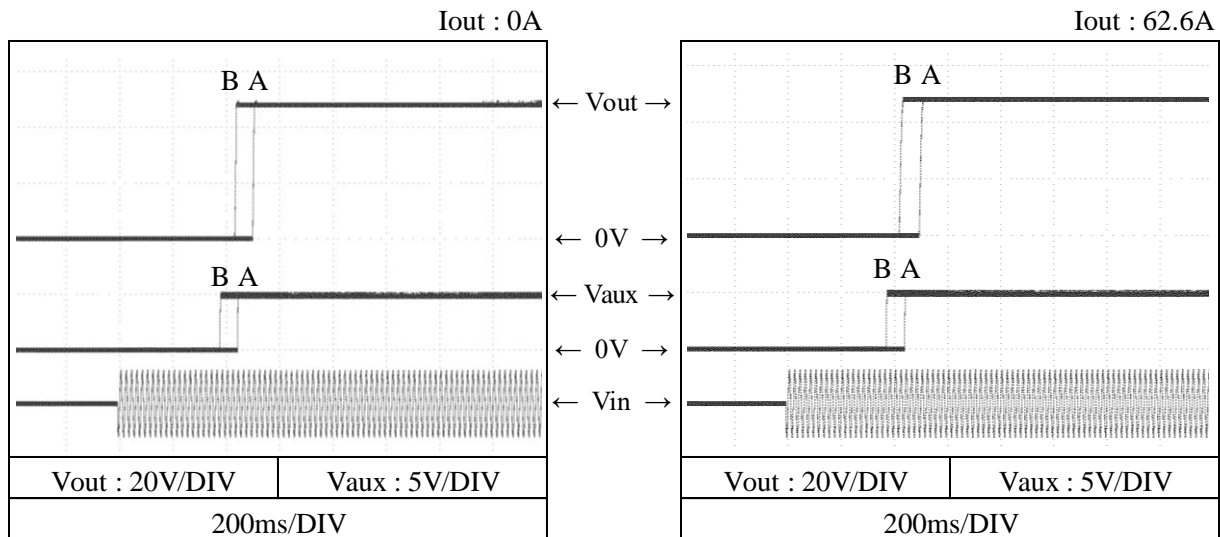 Iout : 0A
Iout : 62.6A
B A
B A
← Vout →
← 0V →
B A
B A
← Vaux →
← 0V →
← Vin →
Vout : 20V/DIV
Vaux : 5V/DIV
Vout : 20V/DIV
Vaux : 5V/DIV
200ms/DIV
200ms/DIV